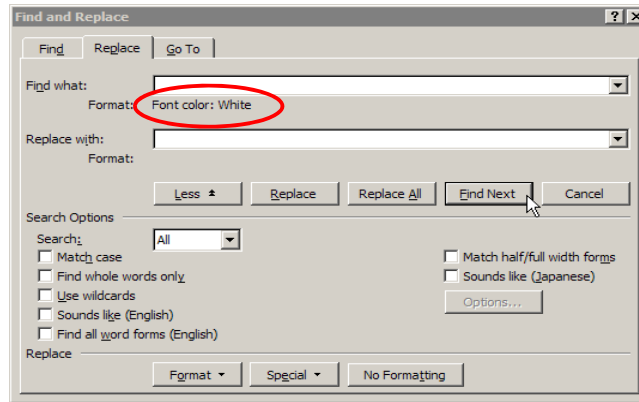 Find and Replace
Find Replace Go To
Find what:
Format: Font color: White
Replace with:
Format:
Less Replace Replace All Find Next Cancel
Search Options
Search: All
Match case Match half/full width forms
Find whole words only Sounds like (Japanese)
Use wildcards Options...
Sounds like (English)
Find all word forms (English)
Replace
Format Special No Formatting